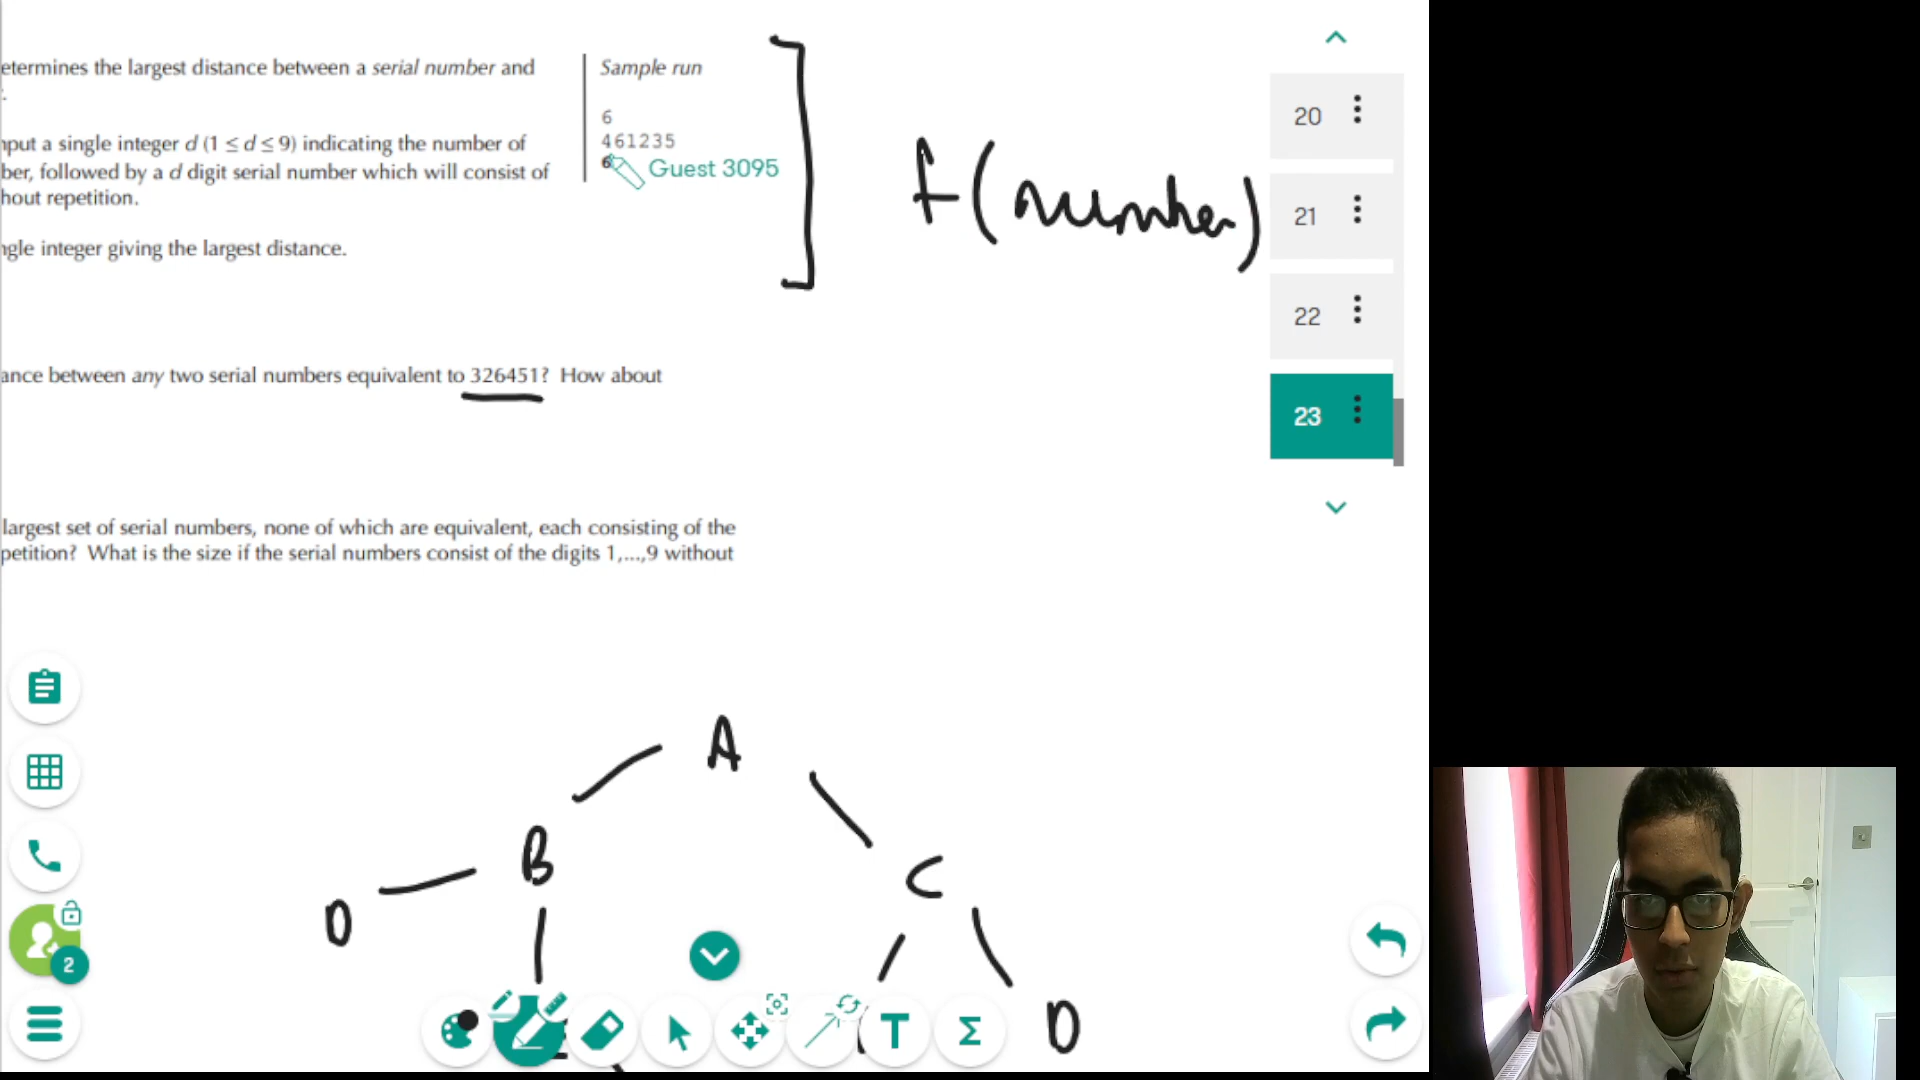 etermines the largest distance between a serial number and
Sample run
6
nput a single integer d (1 ≤ d ≤ 9) indicating the number of
461235
ber, followed by a d digit serial number which will consist of
6
Guest 3095
hout repetition.
ngle integer giving the largest distance.
f(number)
20
21
22
23
ance between any two serial numbers equivalent to 326451? How about
largest set of serial numbers, none of which are equivalent, each consisting of the
petition? What is the size if the serial numbers consist of the digits 1,...,9 without
A
B
C
D
D
2
T
Σ